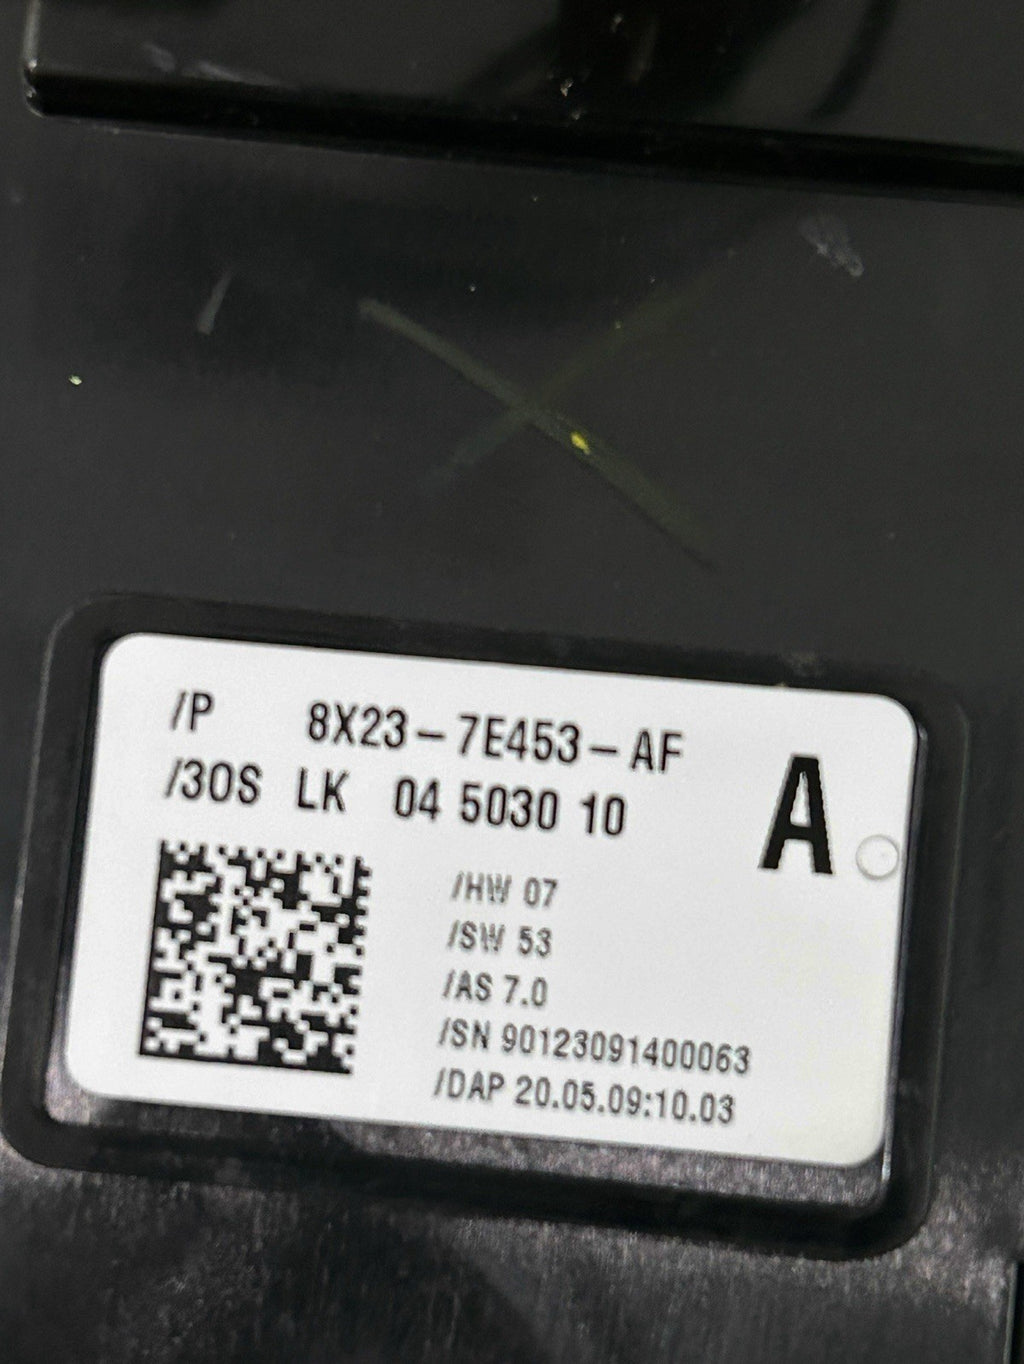 /P 8X23-7E453-AF
/30S LK 04 5030 10
A
/HW 07
/SW 53
/AS 7.0
/SN 90123091400063
/DAP 20.05.09:10.03